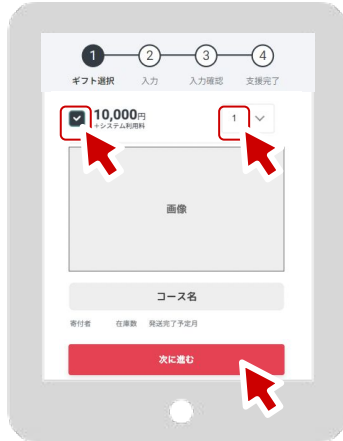 1 2 3 4
ギフト選択 入力 入力確認 支援完了
10,000円
+システム利用料
1
画像
コース名
寄付者 在庫数 発送完了予定月
次に進む